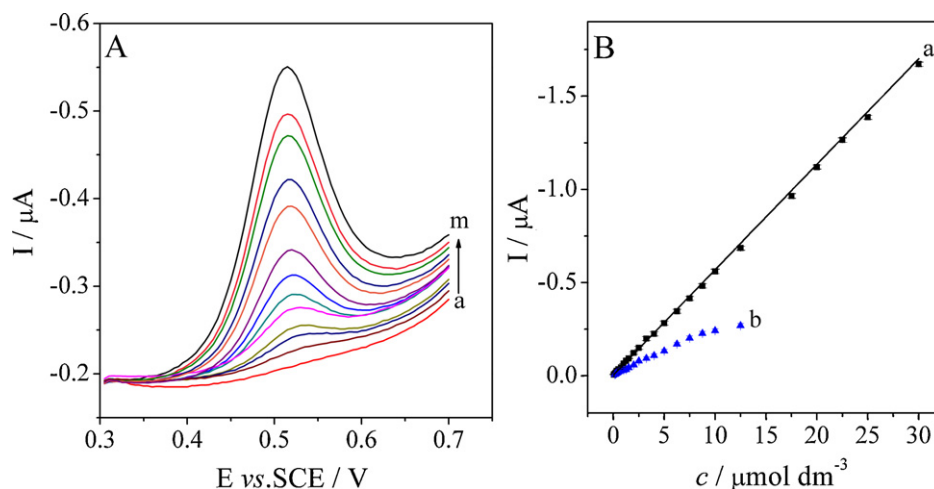 A
-0.6
-0.5
-0.4
-0.3
-0.2
I / μA
0.3 0.4 0.5 0.6 0.7
E vs.SCE / V
m
a
B
-1.5
-1.0
-0.5
0.0
I / μA
0 5 10 15 20 25 30
c / μmol dm⁻³
a
b